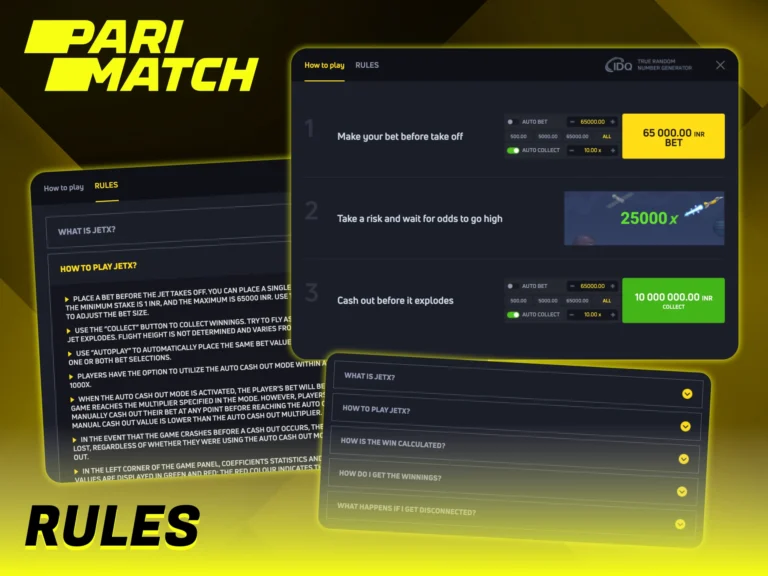 PARI
MATCH
How to play RULES
IDQ TRUE RANDOM
NUMBER GENERATOR
1
Make your bet before take off
AUTO BET − 65000.00 +
500.00 5000.00 65000.00 ALL
AUTO COLLECT − 10.00 x +
65 000.00 INR
BET
2
Take a risk and wait for odds to go high
25000x
3
Cash out before it explodes
AUTO BET − 65000.00 +
500.00 5000.00 65000.00 ALL
AUTO COLLECT − 10.00 x +
10 000 000.00 INR
COLLECT
How to play RULES
WHAT IS JETX?
HOW TO PLAY JETX?
PLACE A BET BEFORE THE JET TAKES OFF. YOU CAN PLACE A SINGLE
THE MINIMUM STAKE IS 1 INR, AND THE MAXIMUM IS 65000 INR. USE
TO ADJUST THE BET SIZE.
USE THE "COLLECT" BUTTON TO COLLECT WINNINGS. TRY TO FLY AS
JET EXPLODES. FLIGHT HEIGHT IS NOT DETERMINED AND VARIES FROM
USE "AUTOPLAY" TO AUTOMATICALLY PLACE THE SAME BET VALUE
ONE OR BOTH BET SELECTIONS.
PLAYERS HAVE THE OPTION TO UTILIZE THE AUTO CASH OUT MODE WITHIN A
1000X.
WHEN THE AUTO CASH OUT MODE IS ACTIVATED, THE PLAYER'S BET WILL BE
GAME REACHES THE MULTIPLIER SPECIFIED IN THE MODE. HOWEVER, PLAYERS
MANUALLY CASH OUT THEIR BET AT ANY POINT BEFORE REACHING THE AUTO
MANUAL CASH OUT VALUE IS LOWER THAN THE AUTO CASH OUT MULTIPLIER.
IN THE EVENT THAT THE GAME CRASHES BEFORE A CASH OUT OCCURS, THE
LOST, REGARDLESS OF WHETHER THEY WERE USING THE AUTO CASH OUT MO
OUT.
IN THE LEFT CORNER OF THE GAME PANEL, COEFFICIENTS STATISTICS AND
VALUES ARE DISPLAYED IN GREEN AND RED: THE RED COLOUR INDICATES
WHAT IS JETX?
HOW TO PLAY JETX?
HOW IS THE WIN CALCULATED?
HOW DO I GET THE WINNINGS?
WHAT HAPPENS IF I GET DISCONNECTED?
RULES